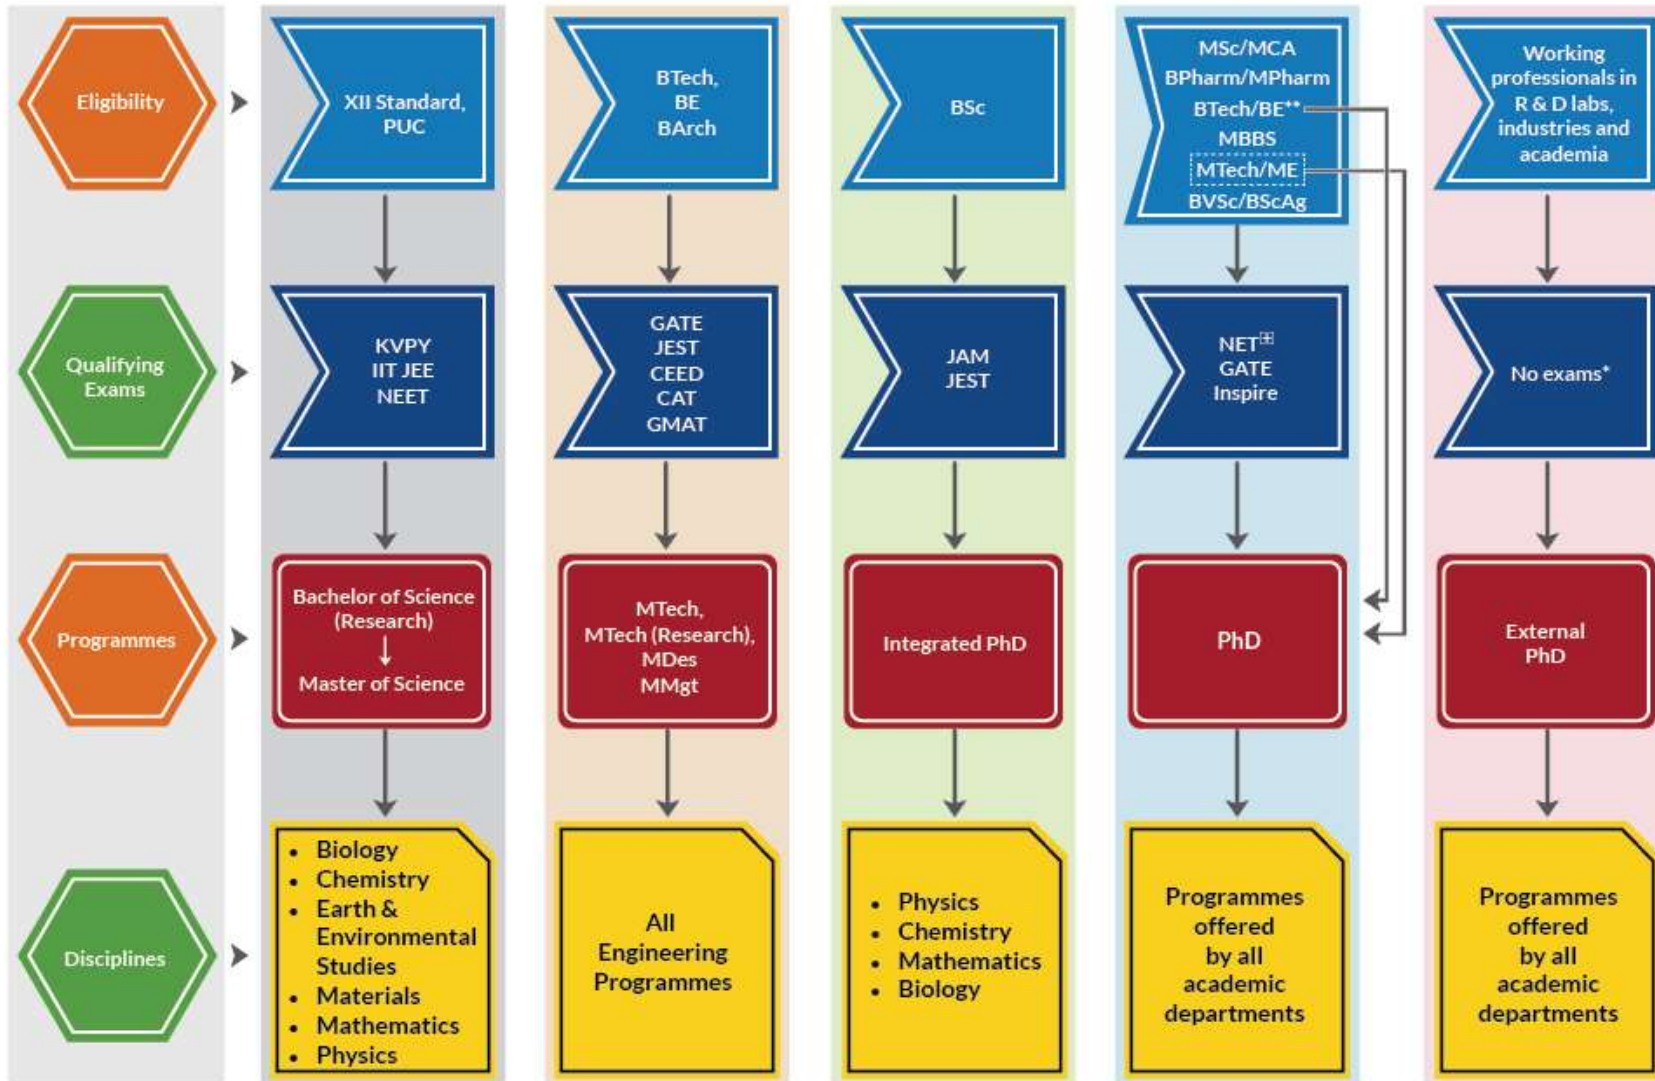 Eligibility
XII Standard,
PUC
BTech,
BE
BArch
BSc
MSc/MCA
BPharm/MPharm
BTech/BE**
MBBS
MTech/ME
BVSc/BScAg
Working
professionals in
R & D labs,
industries and
academia
Qualifying
Exams
KVPY
IIT JEE
NEET
GATE
JEST
CEED
CAT
GMAT
JAM
JEST
NET⊞
GATE
Inspire
No exams*
Programmes
Bachelor of Science
(Research)
↓
Master of Science
MTech,
MTech (Research),
MDes
MMgt
Integrated PhD
PhD
External
PhD
Disciplines
• Biology
• Chemistry
• Earth &
Environmental
Studies
• Materials
• Mathematics
• Physics
All
Engineering
Programmes
• Physics
• Chemistry
• Mathematics
• Biology
Programmes
offered
by all
academic
departments
Programmes
offered
by all
academic
departments